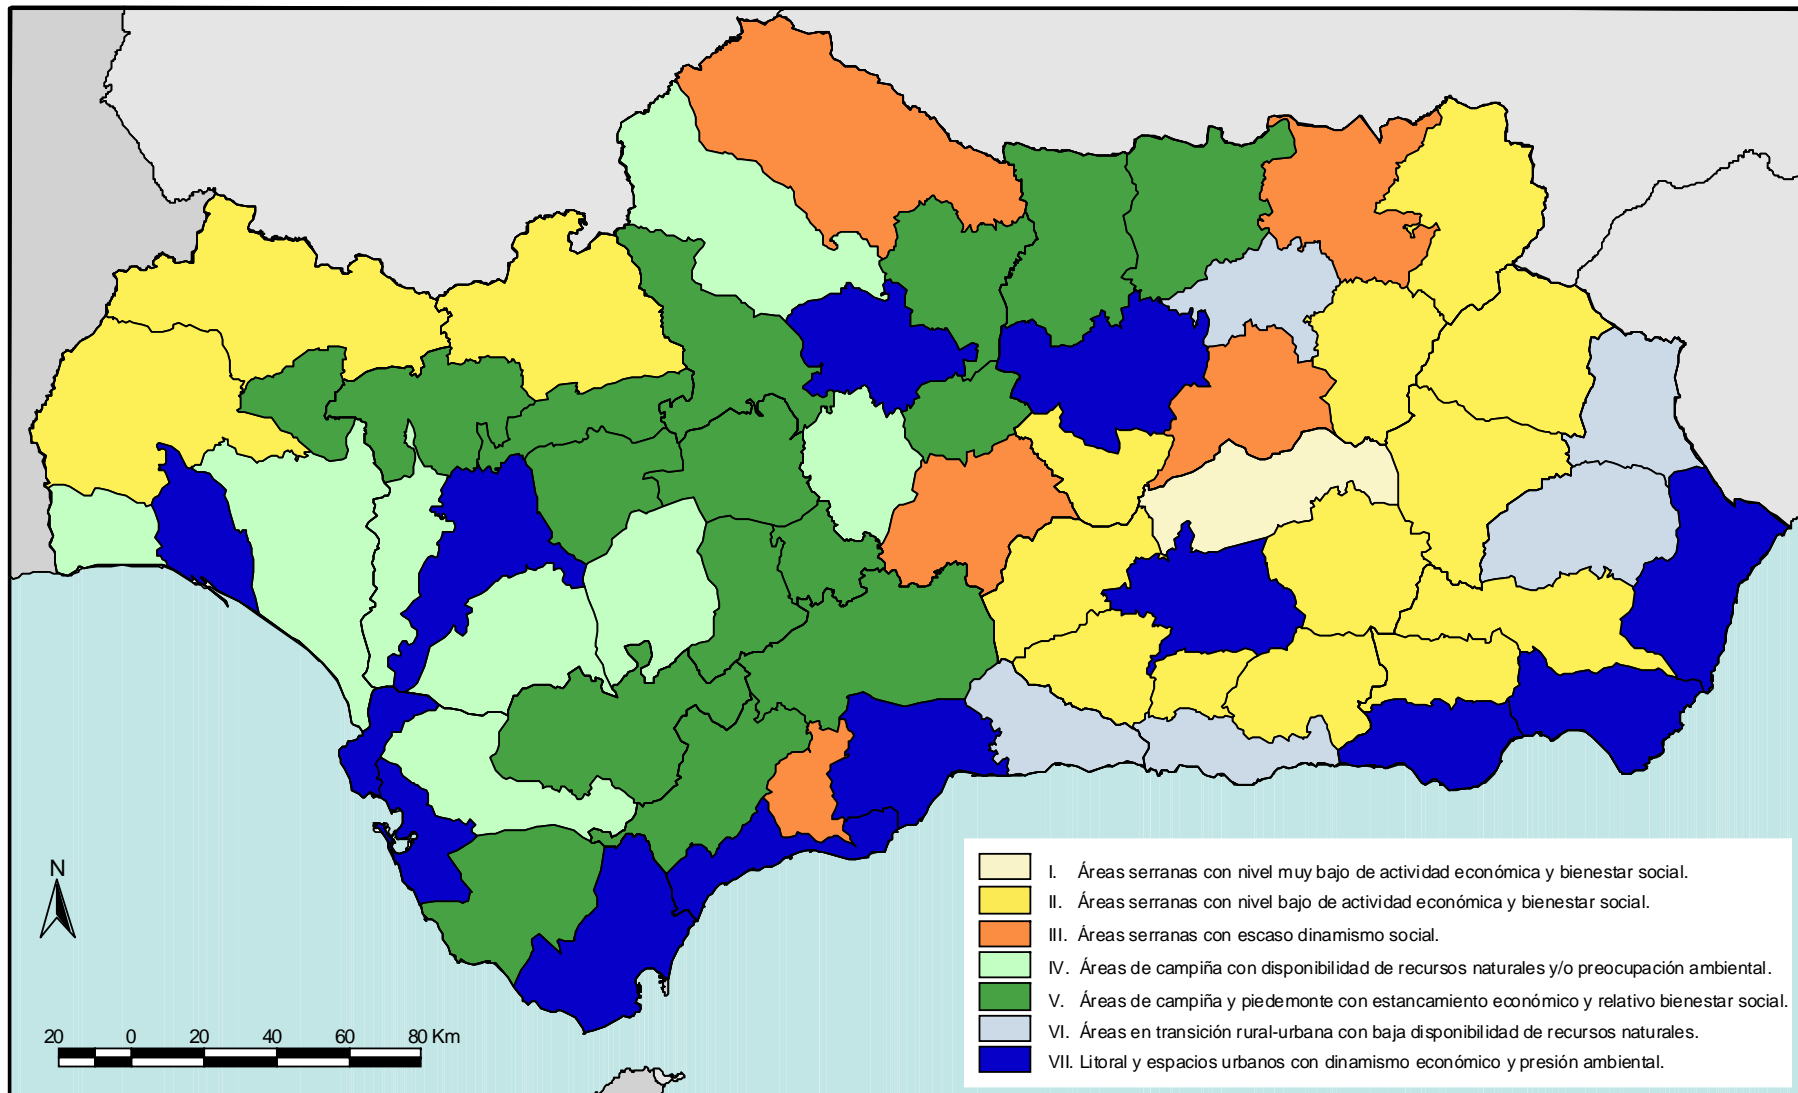 N
20 0 20 40 60 80 Km
I. Áreas serranas con nivel muy bajo de actividad económica y bienestar social.
II. Áreas serranas con nivel bajo de actividad económica y bienestar social.
III. Áreas serranas con escaso dinamismo social.
IV. Áreas de campiña con disponibilidad de recursos naturales y/o preocupación ambiental.
V. Áreas de campiña y piedemonte con estancamiento económico y relativo bienestar social.
VI. Áreas en transición rural-urbana con baja disponibilidad de recursos naturales.
VII. Litoral y espacios urbanos con dinamismo económico y presión ambiental.